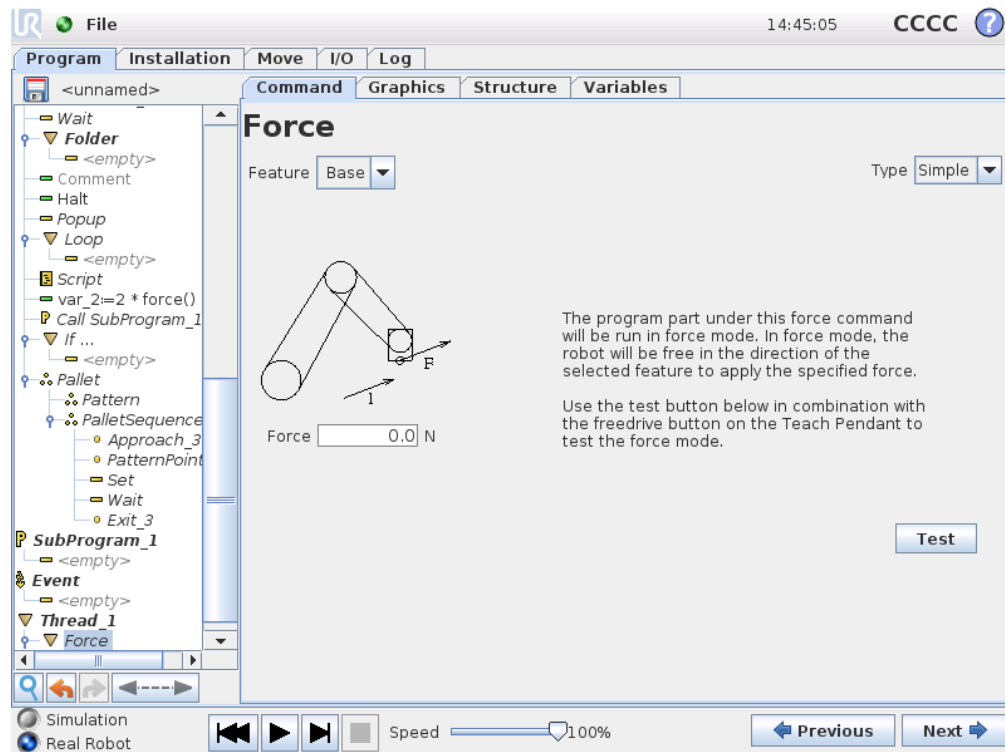 UR File 14:45:05 CCCC ?
Program Installation Move I/O Log
<unnamed>
Command Graphics Structure Variables
Wait
Folder
<empty>
Comment
Halt
Popup
Loop
<empty>
Script
var_2:=2 * force()
P Call SubProgram_1
If ...
<empty>
Pallet
Pattern
PalletSequence
Approach_3
PatternPoint
Set
Wait
Exit_3
P SubProgram_1
<empty>
Event
<empty>
Thread_1
Force
Force
Feature Base
Type Simple
F
1
Force 0.0 N
The program part under this force command
will be run in force mode. In force mode, the
robot will be free in the direction of the
selected feature to apply the specified force.
Use the test button below in combination with
the freedrive button on the Teach Pendant to
test the force mode.
Test
Simulation
Real Robot
Speed 100%
Previous Next